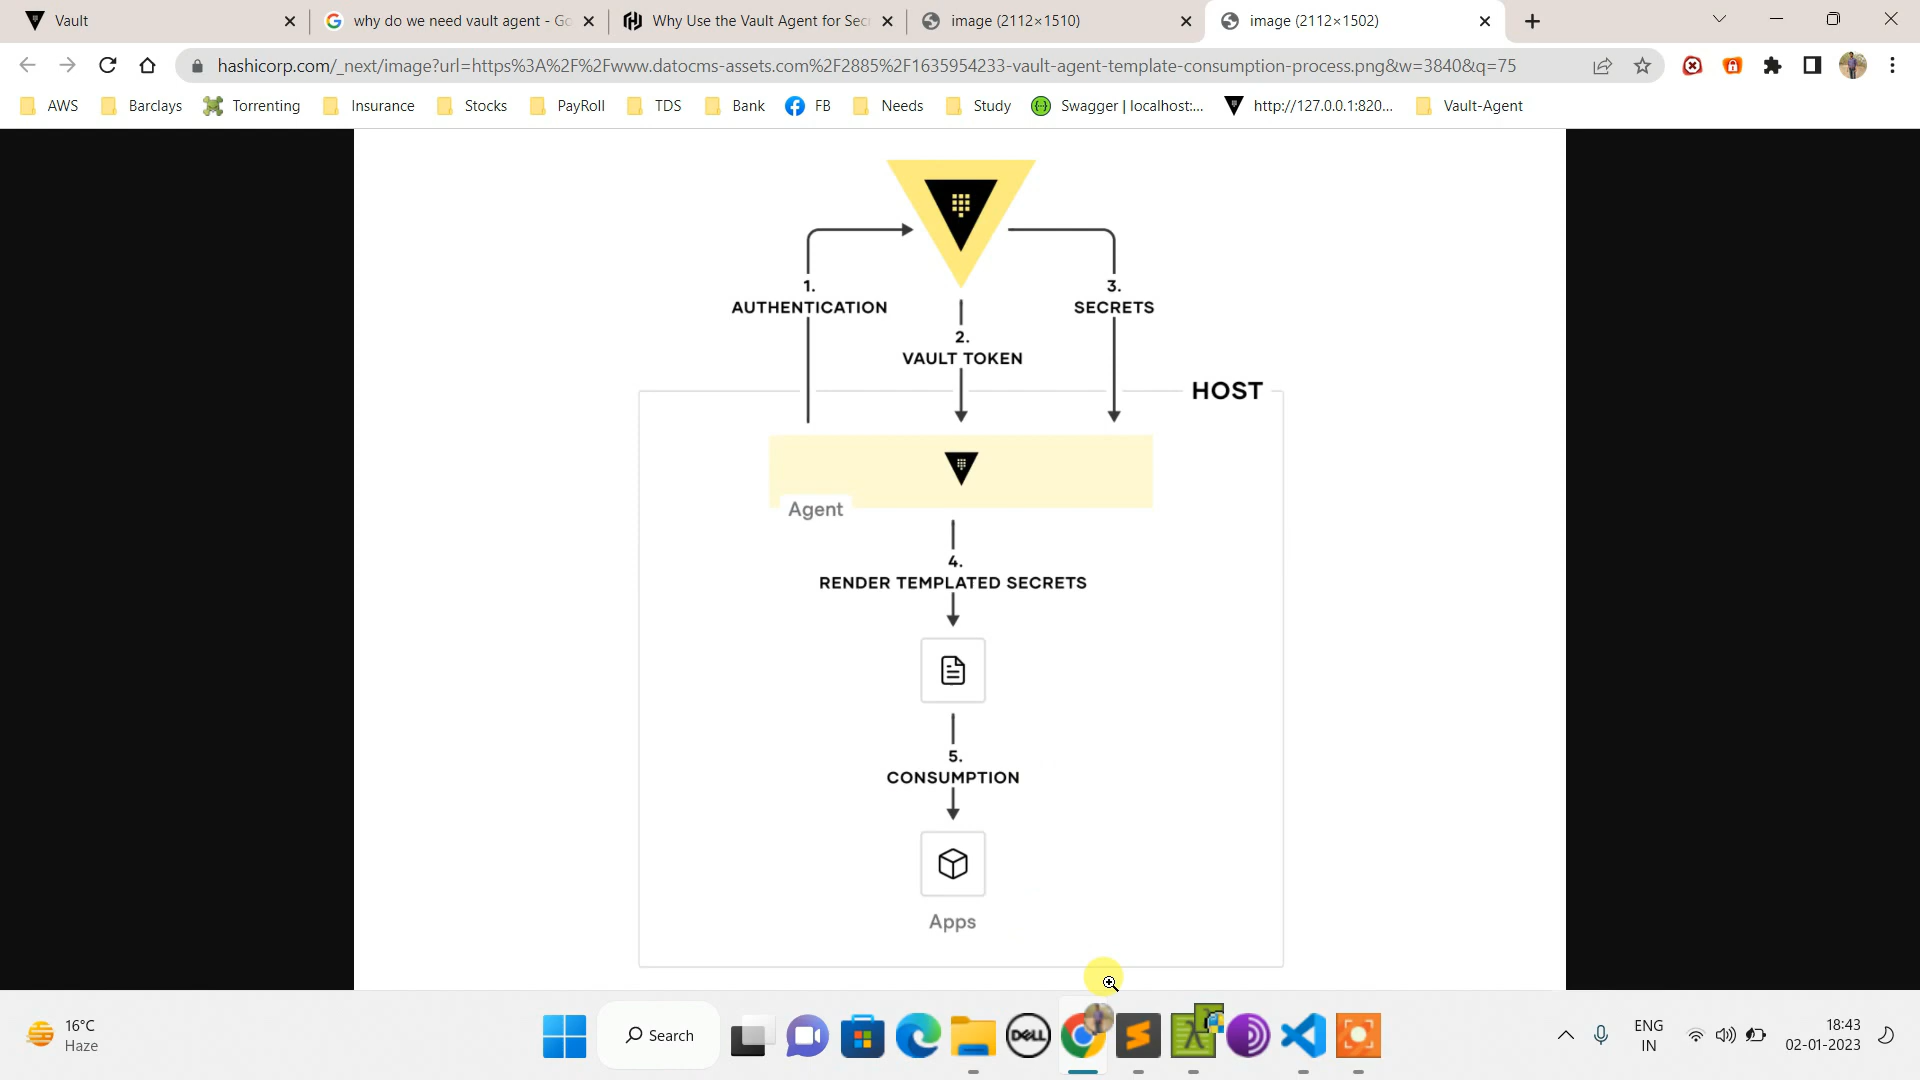 Vault
why do we need vault agent - Go
Why Use the Vault Agent for Sec
image (2112×1510)
image (2112×1502)
hashicorp.com/_next/image?url=https%3A%2F%2Fwww.datocms-assets.com%2F2885%2F1635954233-vault-agent-template-consumption-process.png&w=3840&q=75
AWS
Barclays
Torrenting
Insurance
Stocks
PayRoll
TDS
Bank
FB
Needs
Study
Swagger | localhost:...
http://127.0.0.1:820...
Vault-Agent
1.
AUTHENTICATION
3.
SECRETS
2.
VAULT TOKEN
HOST
Agent
4.
RENDER TEMPLATED SECRETS
5.
CONSUMPTION
Apps
16°C
Haze
Search
DELL
ENG
IN
18:43
02-01-2023